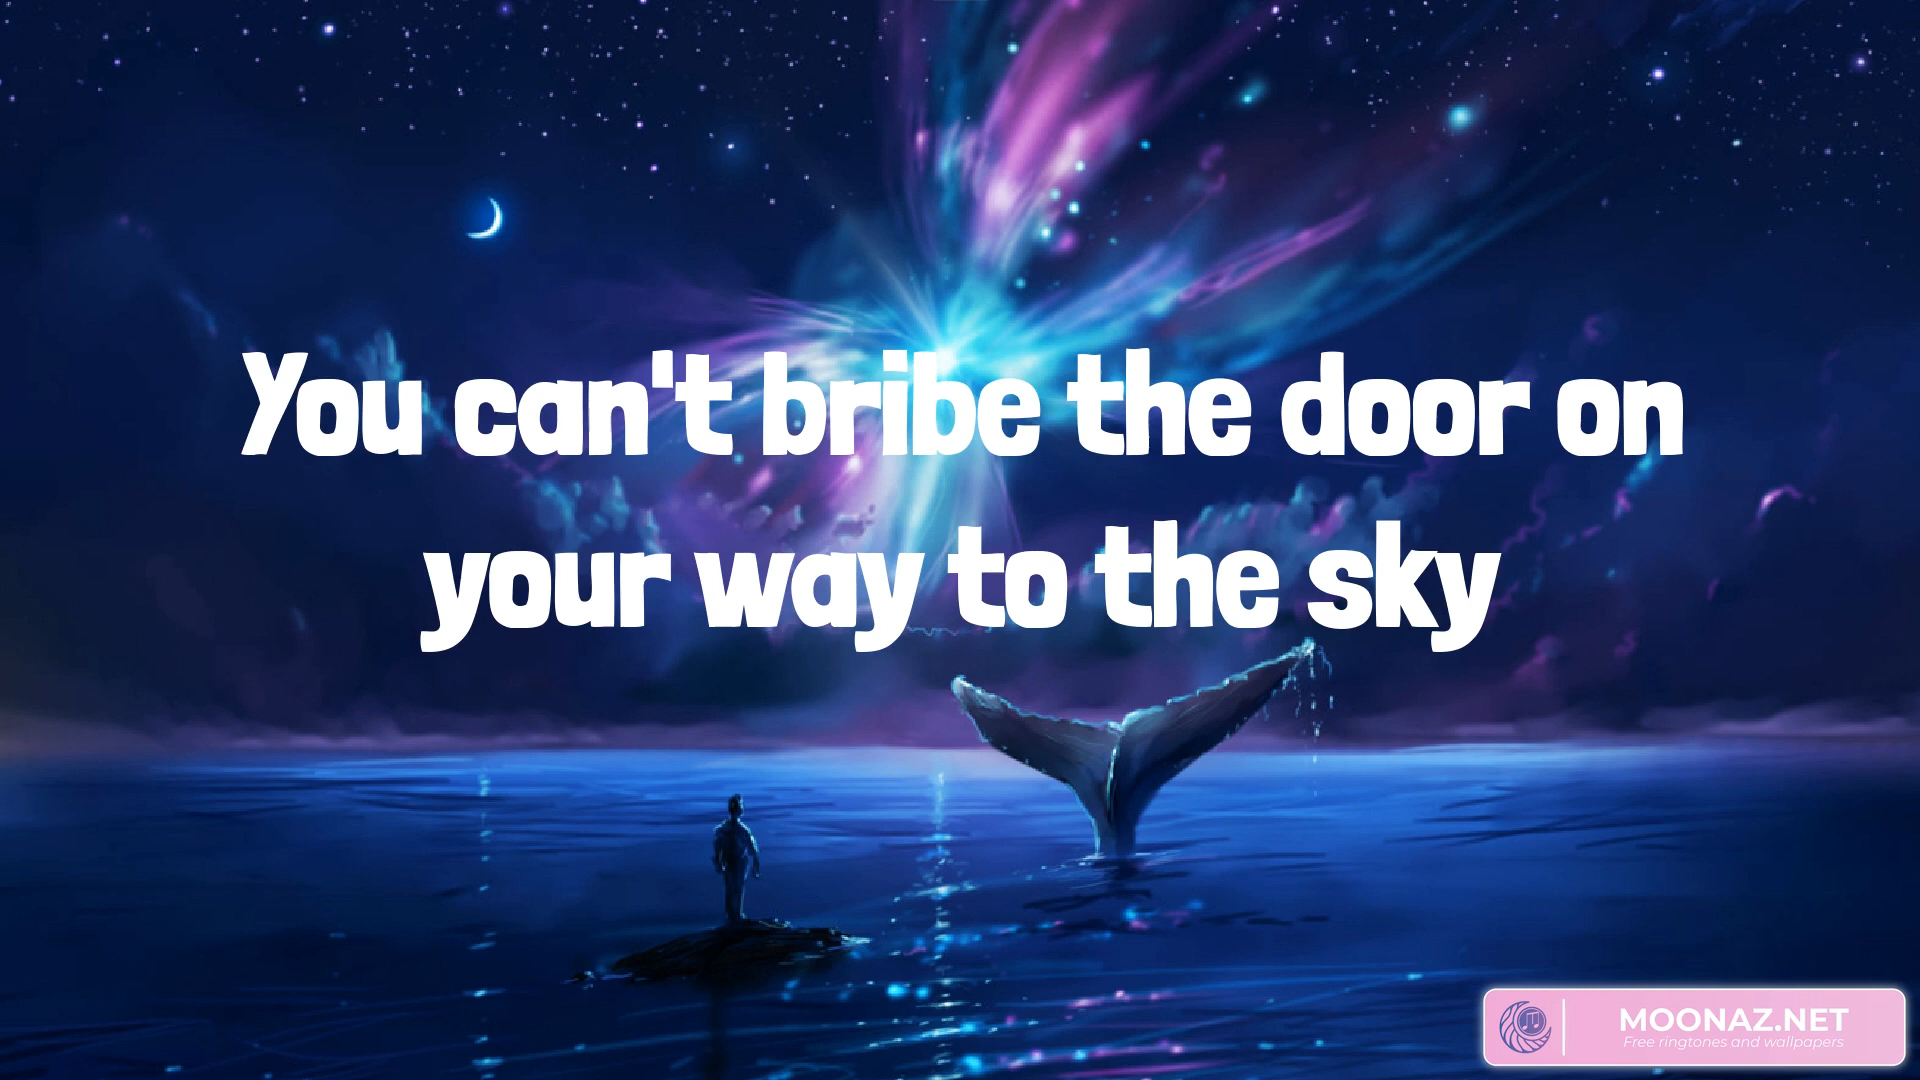 You can't bribe the door on
your way to the sky
MOONAZ.NET
Free ringtones and wallpapers